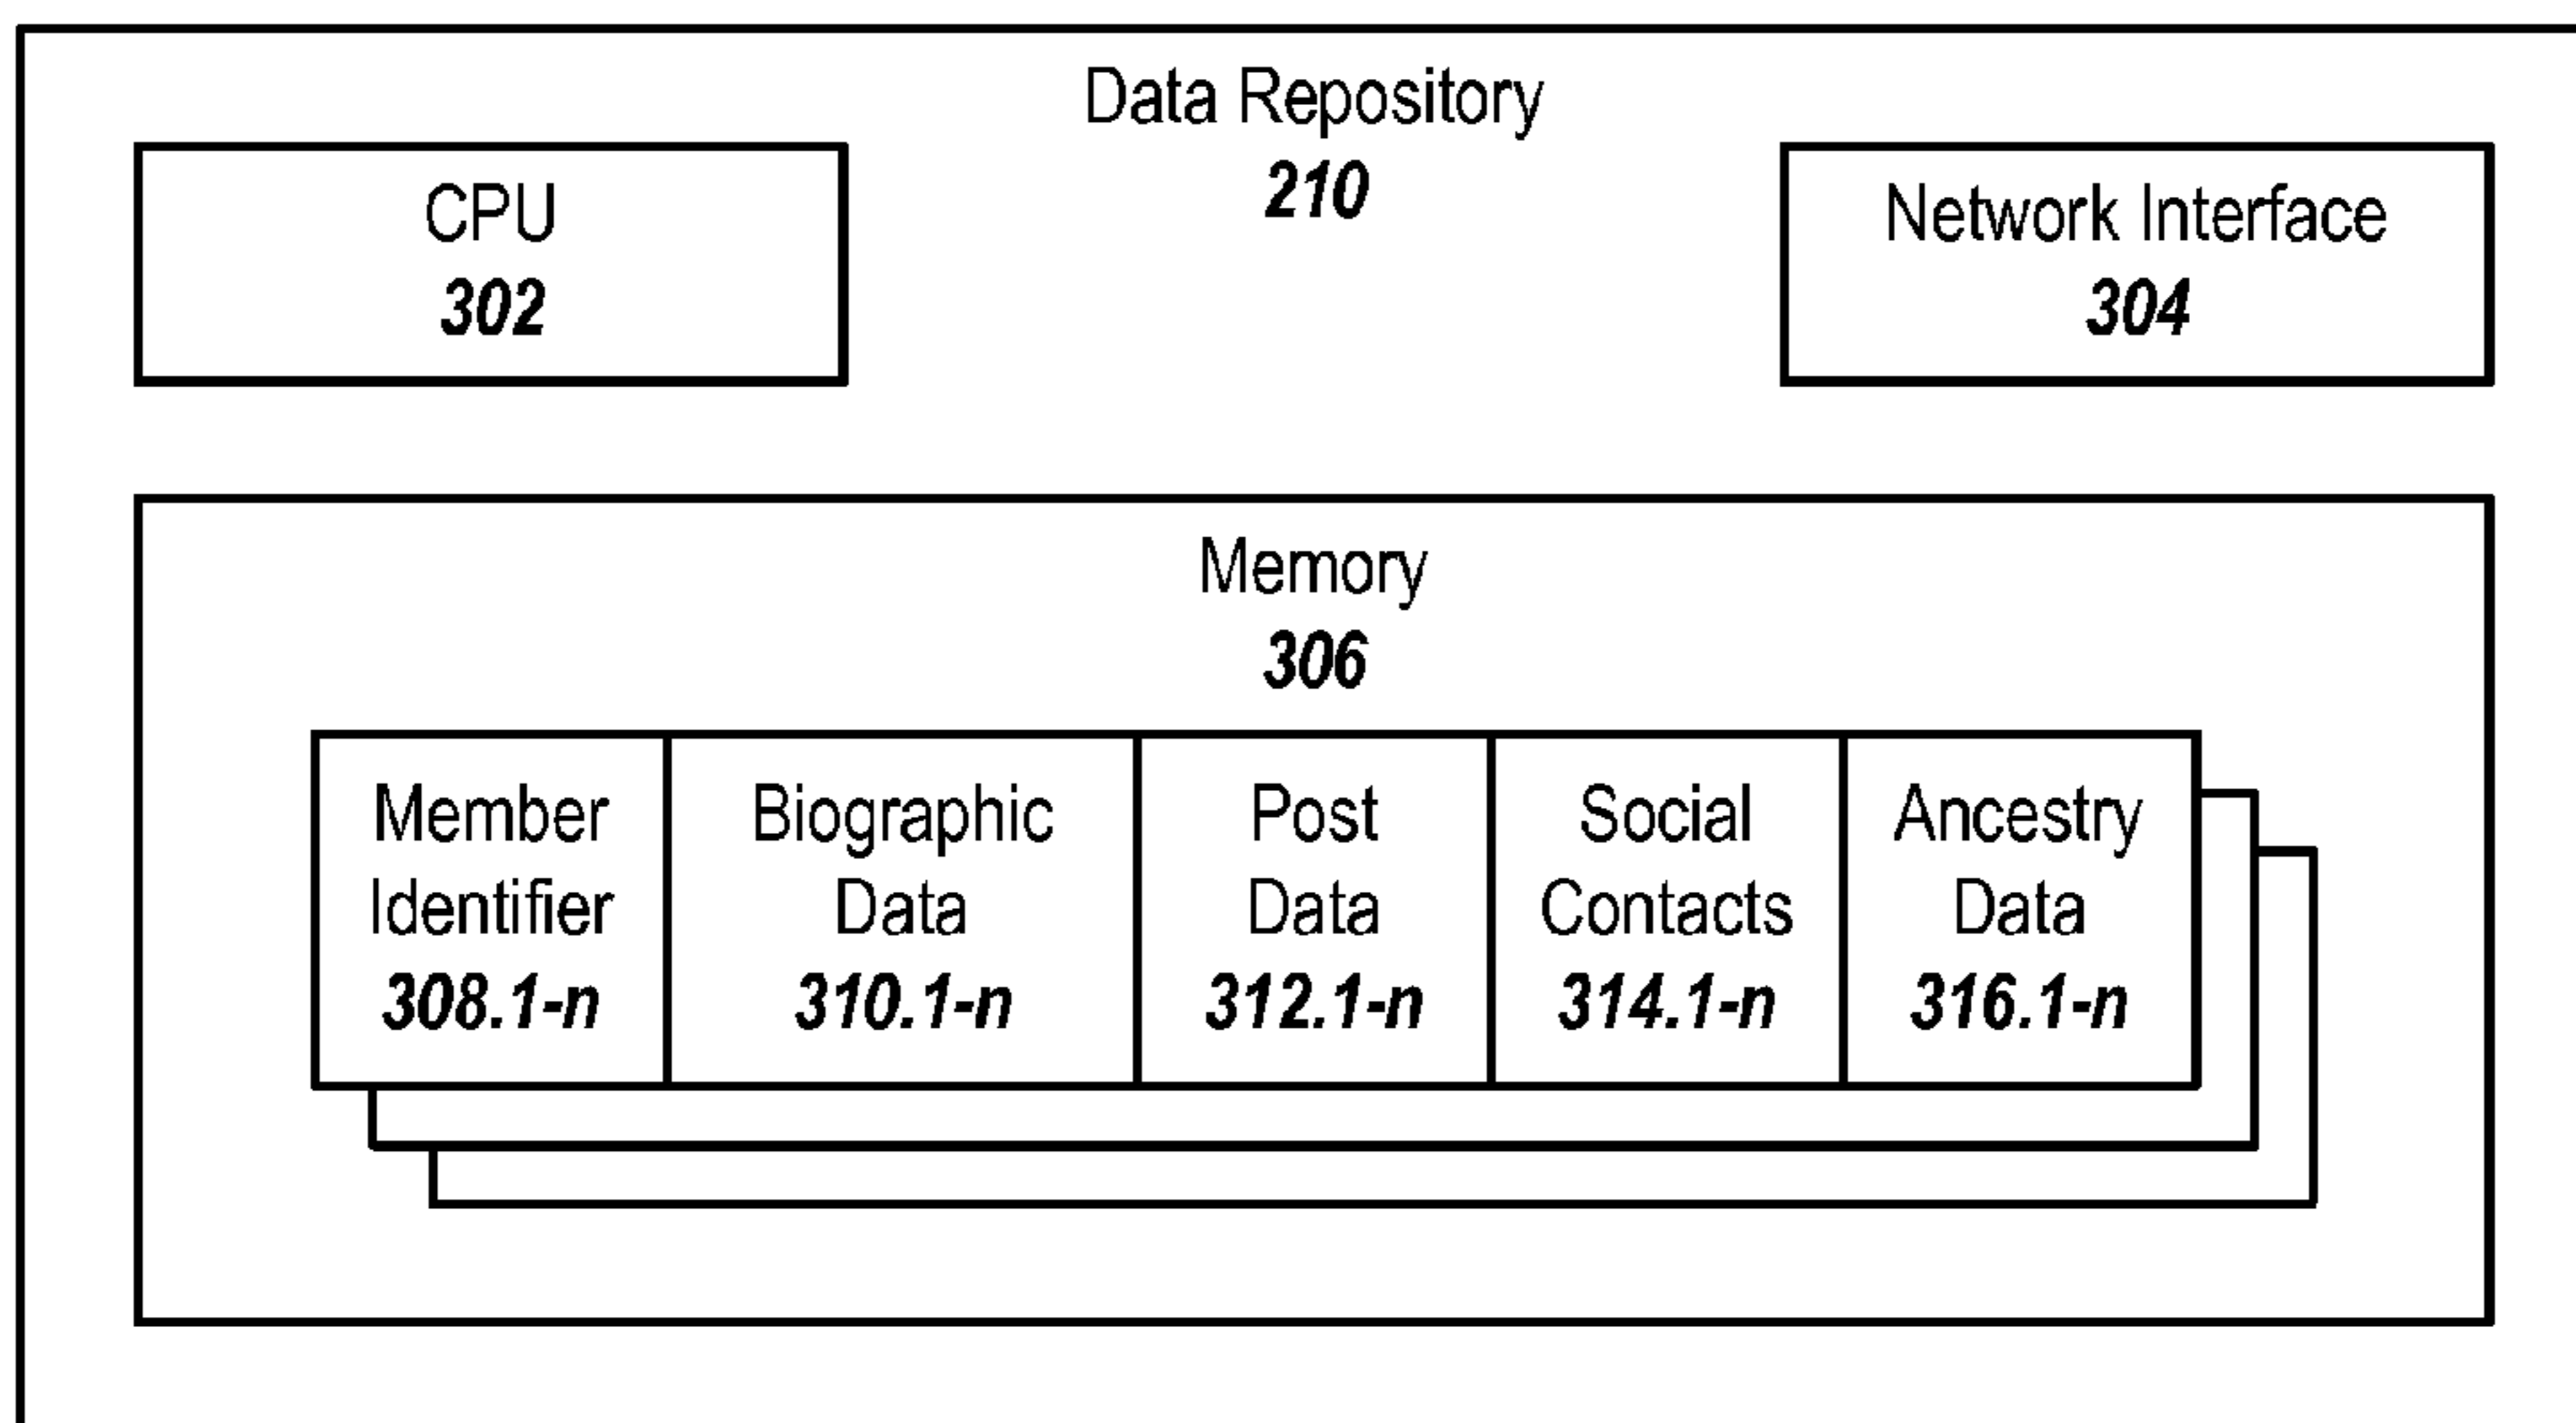 Data Repository
210
CPU
302
Network Interface
304
Memory
306
Member
Identifier
308.1-n
Biographic
Data
310.1-n
Post
Data
312.1-n
Social
Contacts
314.1-n
Ancestry
Data
316.1-n